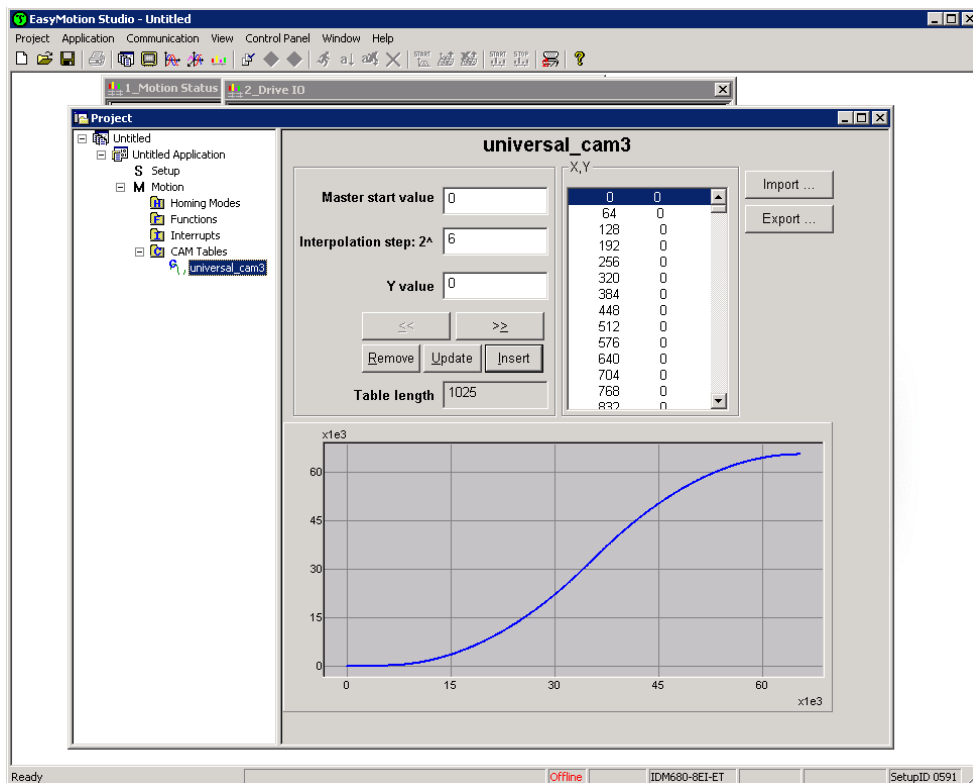 EasyMotion Studio - Untitled
Project Application Communication View Control Panel Window Help
1_Motion Status
2_Drive IO
Project
Untitled
Untitled Application
S Setup
M Motion
Homing Modes
Functions
Interrupts
CAM Tables
universal_cam3
universal_cam3
Master start value 0
Interpolation step: 2^ 6
Y value 0
<< >>
Remove Update Insert
Table length 1025
X,Y
0 0
64 0
128 0
192 0
256 0
320 0
384 0
448 0
512 0
576 0
640 0
704 0
768 0
832 0
Import ...
Export ...
x1e3
60
45
30
15
0
0 15 30 45 60
x1e3
Ready Offline IDM680-8EI-ET SetupID 0591